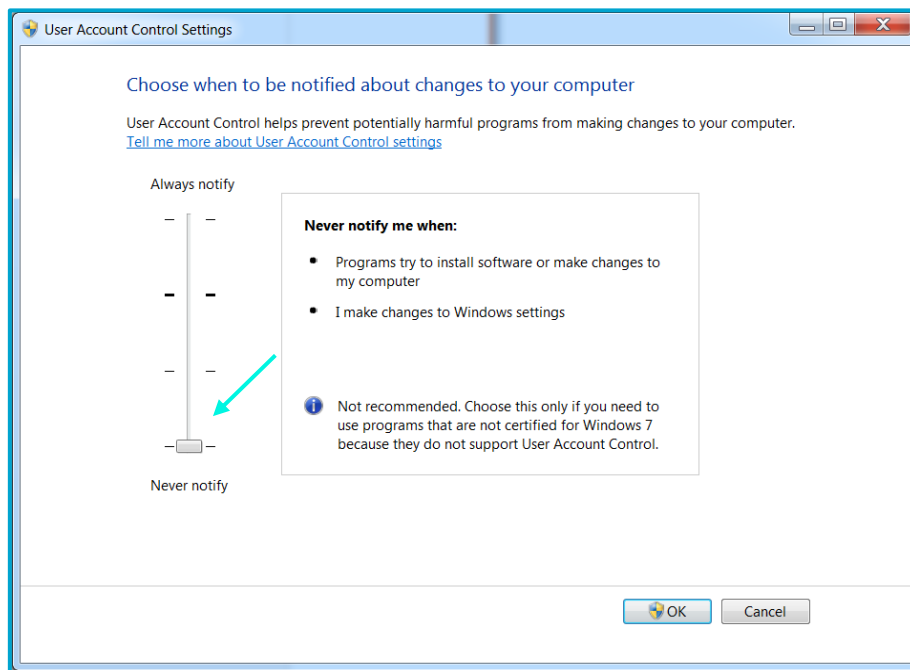 User Account Control Settings
Choose when to be notified about changes to your computer
User Account Control helps prevent potentially harmful programs from making changes to your computer.
Tell me more about User Account Control settings
Always notify
Never notify me when:
Programs try to install software or make changes to
my computer
I make changes to Windows settings
Not recommended. Choose this only if you need to
use programs that are not certified for Windows 7
because they do not support User Account Control.
Never notify
OK
Cancel